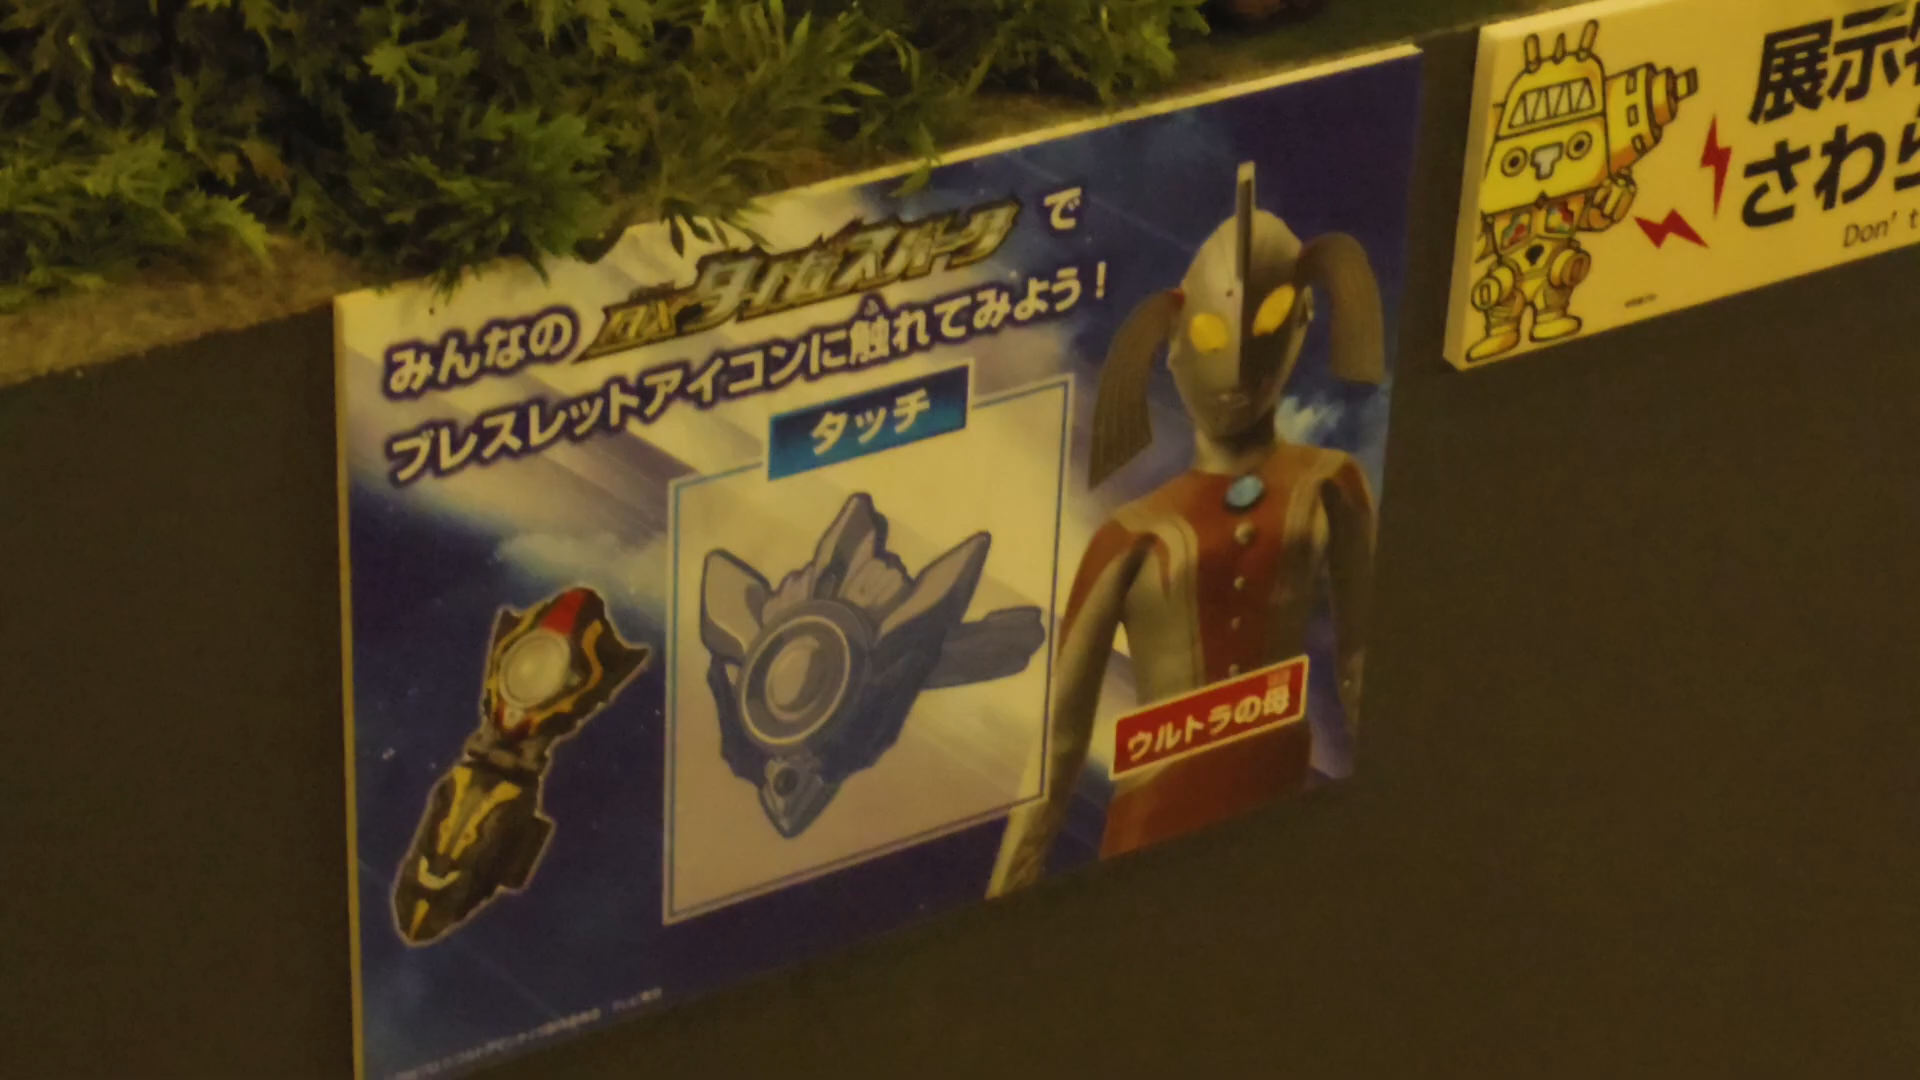 みんなの DXタイガスパーク で
ブレスレットアイコンに触れてみよう!
タッチ
ウルトラの母
展示
さわら
Don't